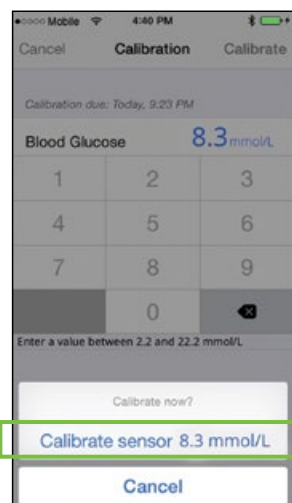 Mobile 4:40 PM
Cancel Calibration Calibrate
Calibration due: Today, 9:23 PM
Blood Glucose 8.3 mmol/L
1 2 3
4 5 6
7 8 9
0
Enter a value between 2.2 and 22.2 mmol/L
Calibrate now?
Calibrate sensor 8.3 mmol/L
Cancel